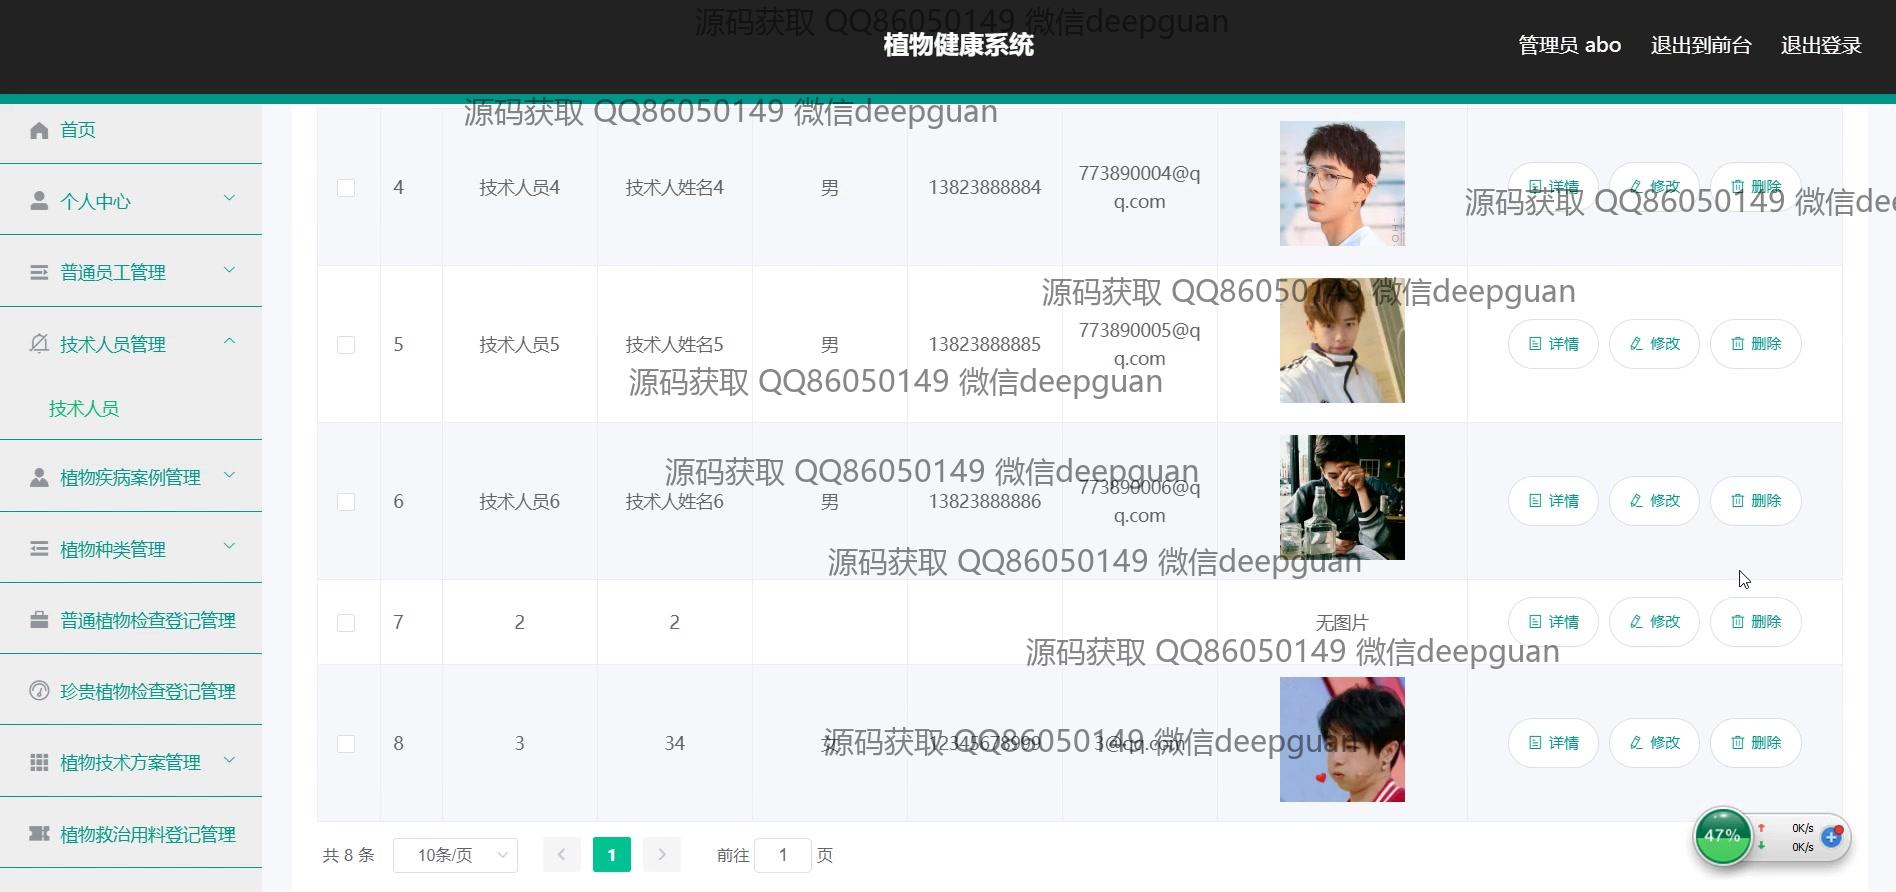 源码获取 QQ86050149 微信deepguan
植物健康系统
管理员 abo
退出到前台
退出登录
源码获取 QQ86050149 微信deepguan
首页
个人中心
普通员工管理
技术人员管理
技术人员
植物疾病案例管理
植物种类管理
普通植物检查登记管理
珍贵植物检查登记管理
植物技术方案管理
植物救治用料登记管理
4 技术人员4 技术人姓名4 男 13823888884 773890004@q
q.com
详情 修改 删除
源码获取 QQ86050149 微信dee
源码获取 QQ86050149 微信deepguan
5 技术人员5 技术人姓名5 男 13823888885 773890005@q
q.com
详情 修改 删除
源码获取 QQ86050149 微信deepguan
源码获取 QQ86050149 微信deepguan
6 技术人员6 技术人姓名6 男 13823888886 773890006@q
q.com
详情 修改 删除
源码获取 QQ86050149 微信deepguan
7 2 2 无图片 详情 修改 删除
源码获取 QQ86050149 微信deepguan
8 3 34 女 12345678999 3@qq.com 详情 修改 删除
源码获取 QQ86050149 微信deepguan
共 8 条 10条/页 1 前往 1 页
47% 0K/s
0K/s